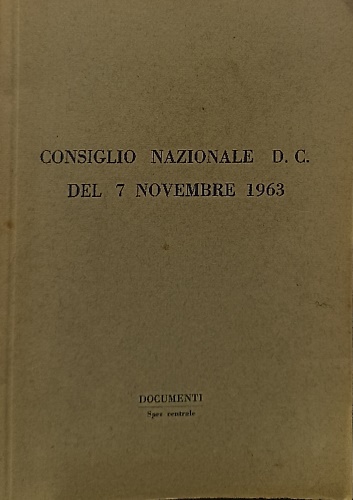 CONSIGLIO NAZIONALE D. C.
DEL 7 NOVEMBRE 1963
DOCUMENTI
Spes centrale